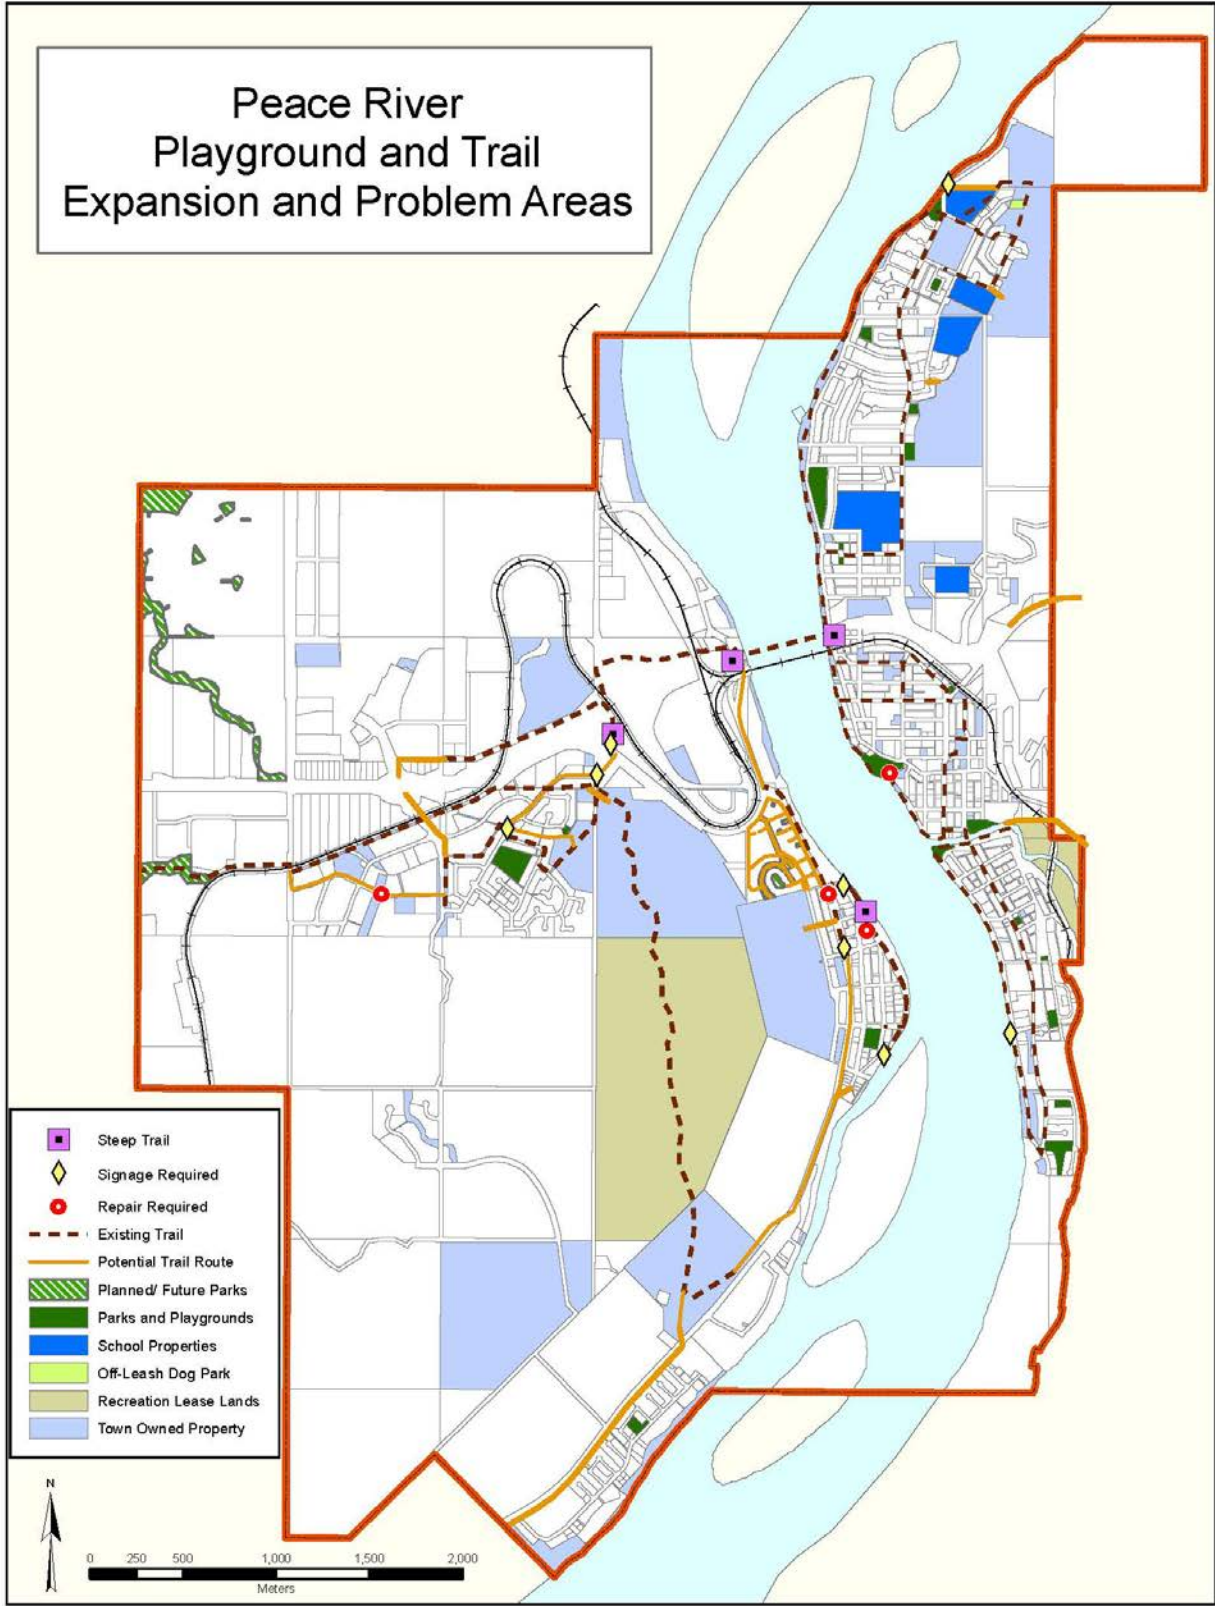 Peace River
Playground and Trail
Expansion and Problem Areas
Steep Trail
Signage Required
Repair Required
Existing Trail
Potential Trail Route
Planned/ Future Parks
Parks and Playgrounds
School Properties
Off-Leash Dog Park
Recreation Lease Lands
Town Owned Property
N
0 250 500 1,000 1,500 2,000
Meters